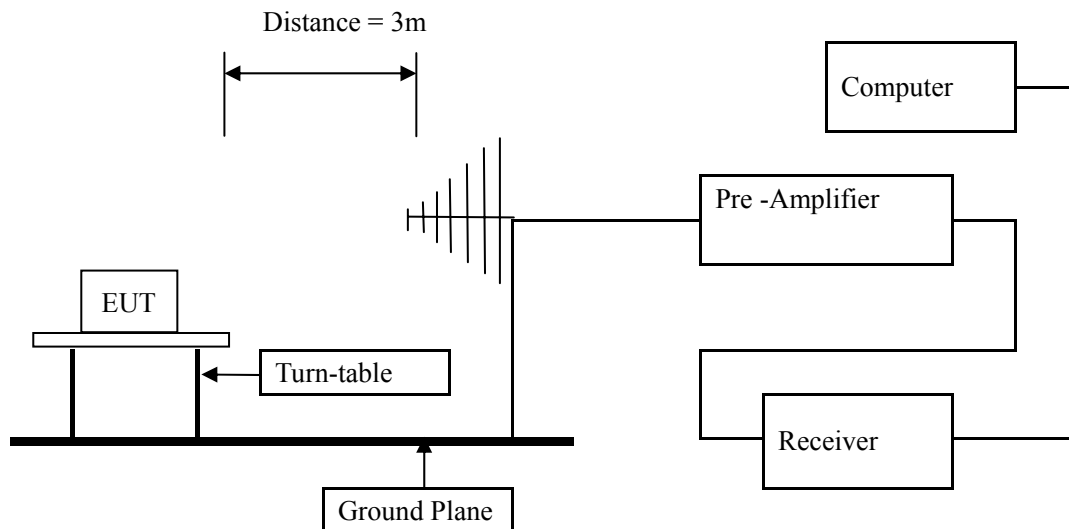 Distance = 3m
Computer
Pre -Amplifier
EUT
Turn-table
Receiver
Ground Plane